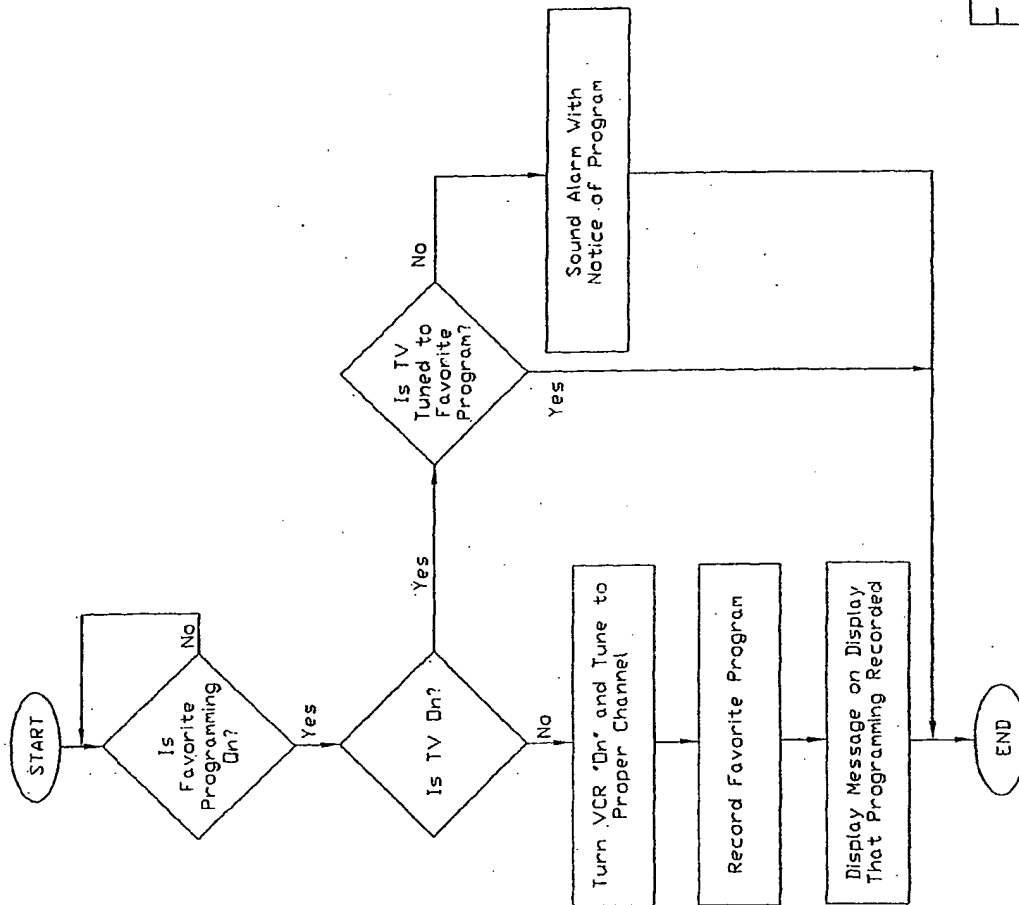 START
Is
Favorite
Programming
On?
No
Yes
Is TV On?
Yes
No
Is TV
Tuned to
Favorite
Program?
No
Yes
Sound Alarm With
Notice of Program
Turn VCR "On" and Tune to
Proper Channel
Record Favorite Program
Display Message on Display
That Programming Recorded
END